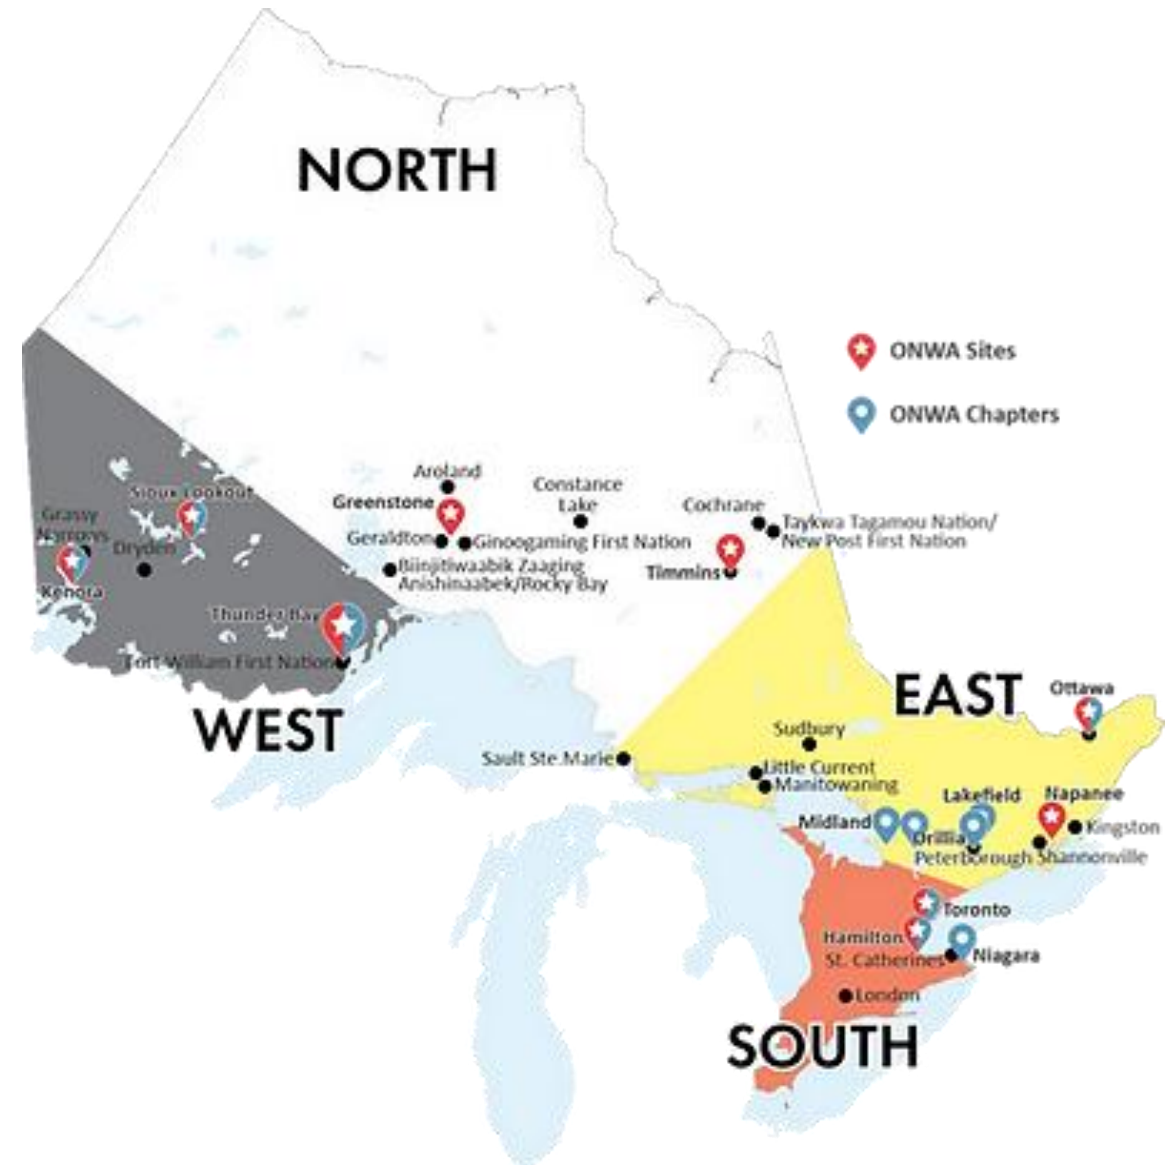 NORTH
ONWA Sites
ONWA Chapters
Aroland
Greenstone
Constance
Lake
Cochrane
Taykwa Tagamou Nation/
New Post First Nation
Geraldton
Ginoogaming First Nation
Timmins
Biinjitiwaabik Zaaging
Anishinaabek/Rocky Bay
Sioux Lookout
Grassy
Narrows
Dryden
Kenora
Thunder Bay
Fort William First Nation
WEST
EAST
Ottawa
Sudbury
Sault Ste.Marie
Little Current
Manitowaning
Lakefield
Napanee
Midland
Orillia
Kingston
Peterborough
Shannonville
Toronto
Hamilton
St. Catherines
Niagara
London
SOUTH